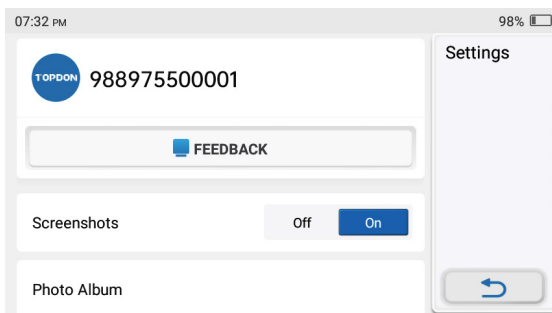 07:32 PM
98%
TOPDON
988975500001
FEEDBACK
Screenshots
Off
On
Photo Album
Settings